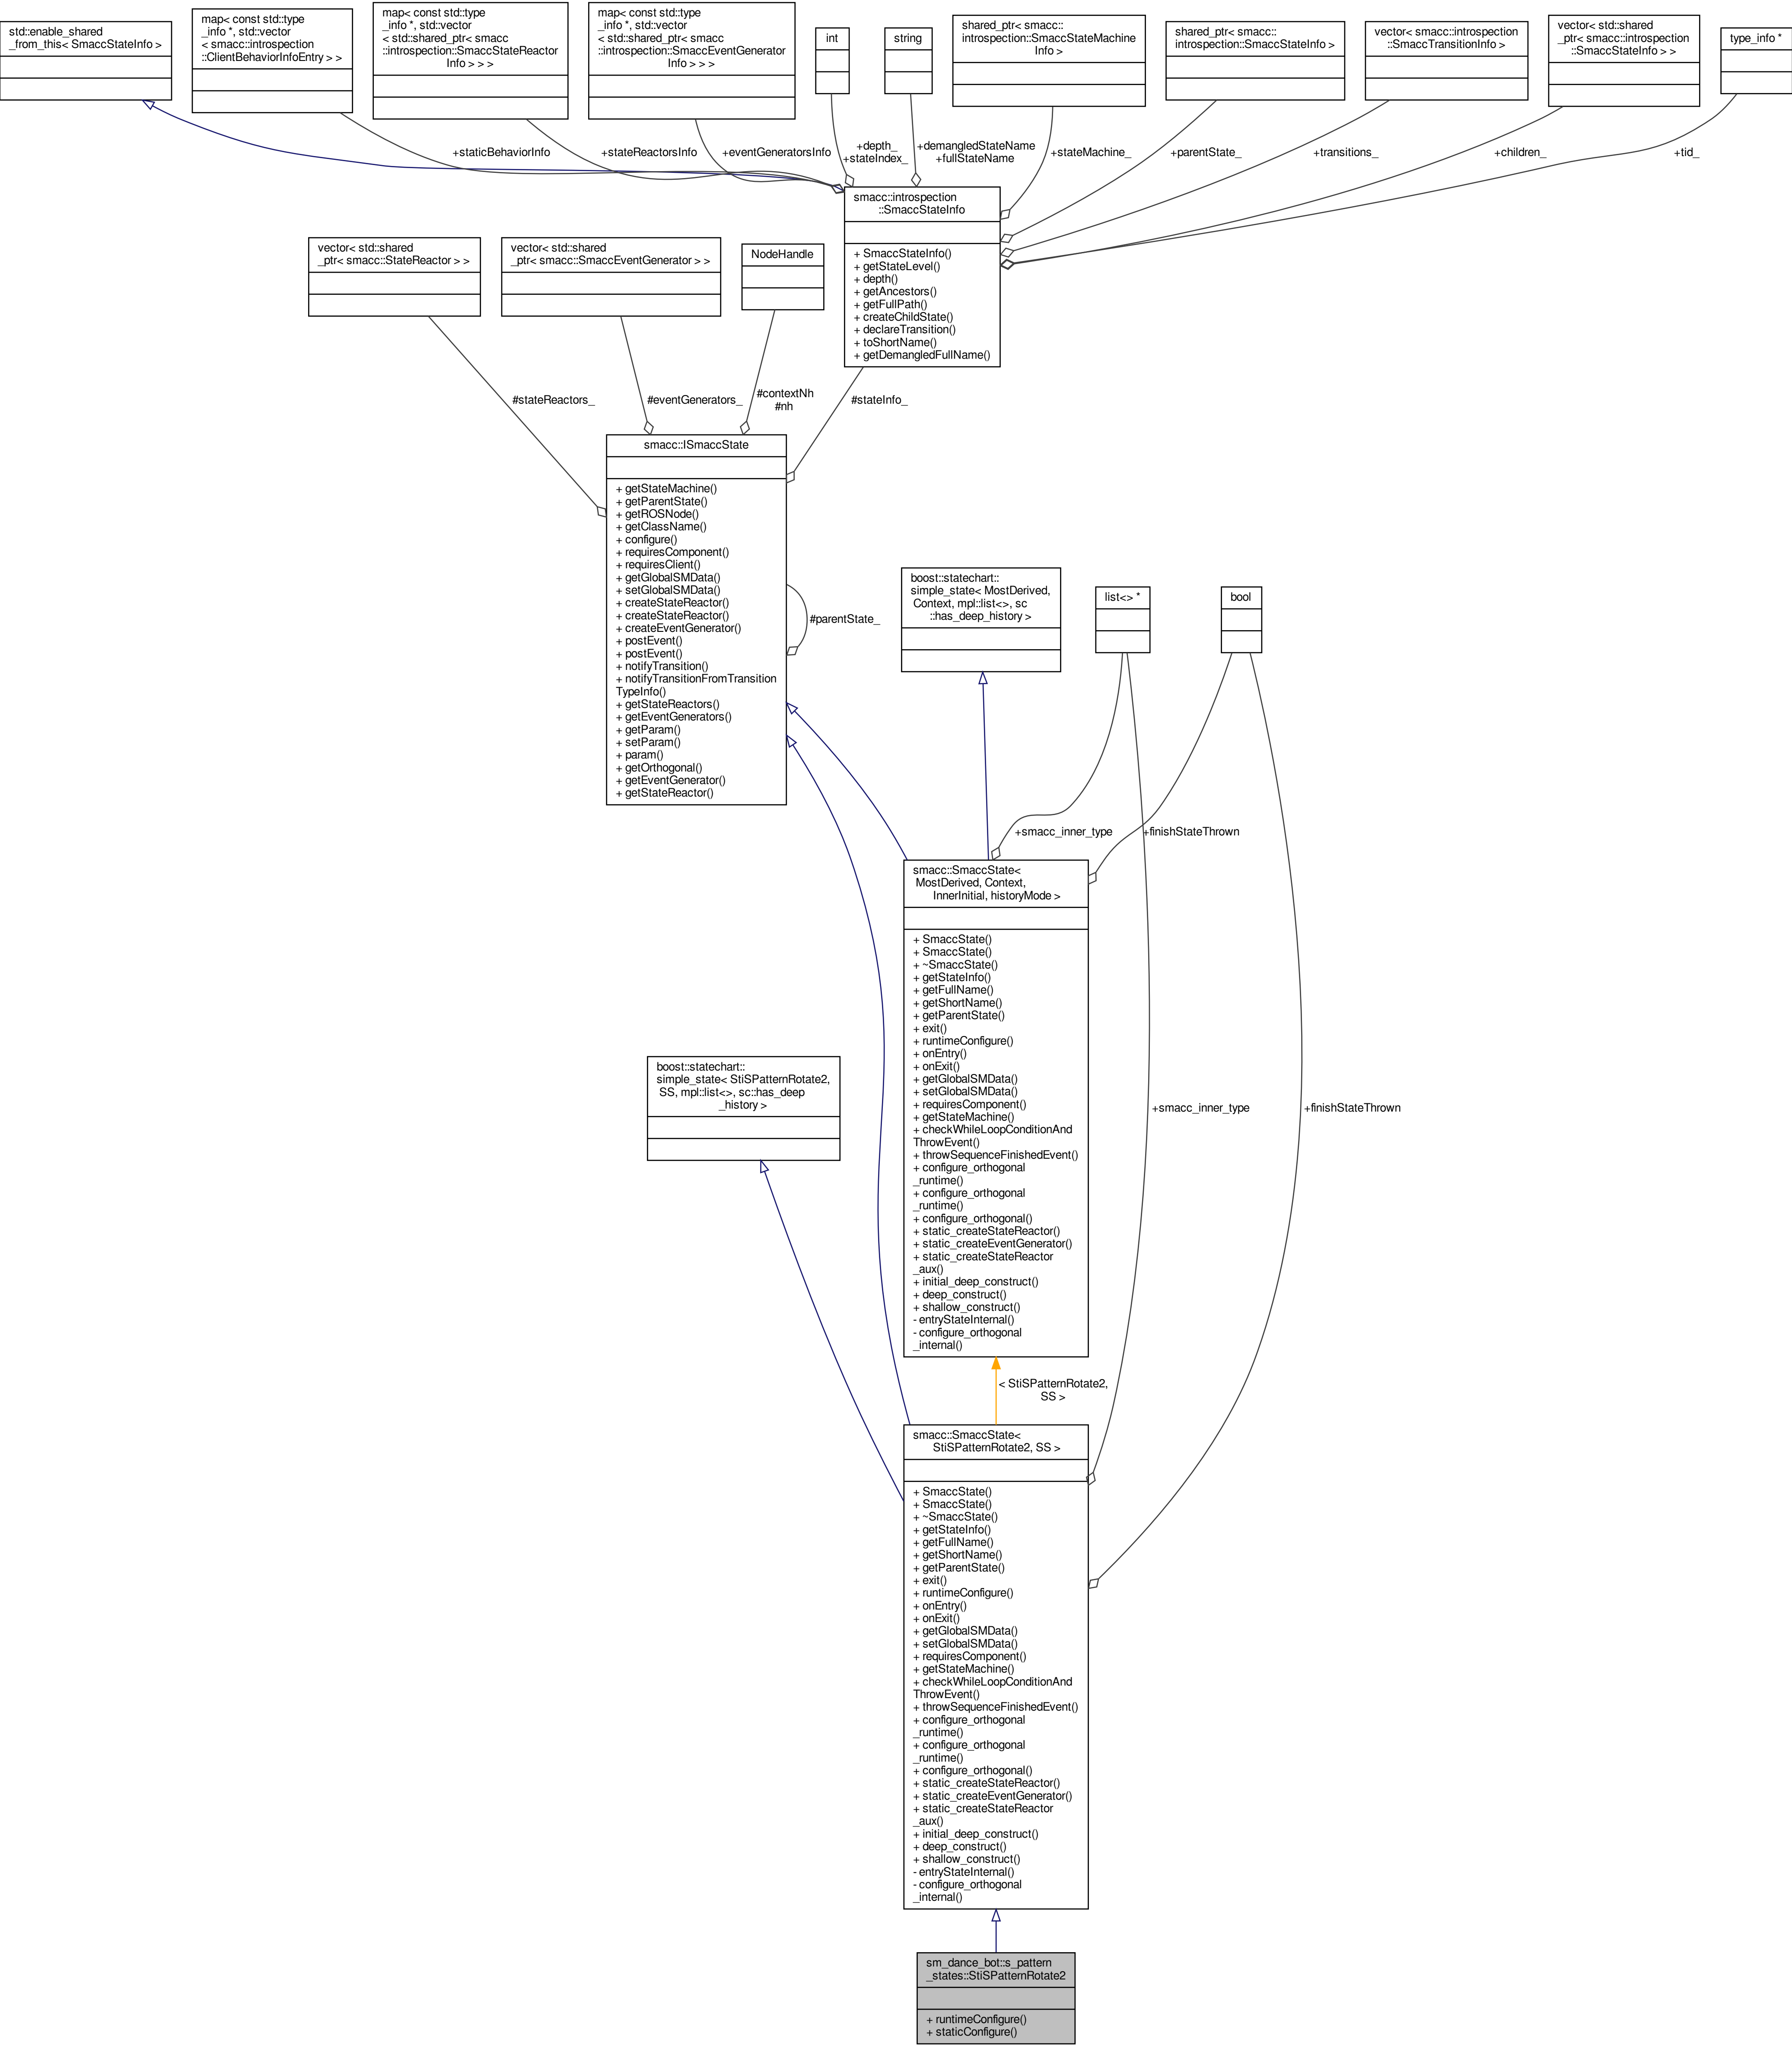 std::enable_shared
_from_this< SmaccStateInfo >
map< const std::type
_info *, std::vector
< smacc::introspection
::ClientBehaviorInfoEntry > >
map< const std::type
_info *, std::vector
< std::shared_ptr< smacc
::introspection::SmaccStateReactor
Info > > >
map< const std::type
_info *, std::vector
< std::shared_ptr< smacc
::introspection::SmaccEventGenerator
Info > > >
int
string
shared_ptr< smacc::
introspection::SmaccStateMachine
Info >
shared_ptr< smacc::
introspection::SmaccStateInfo >
vector< smacc::introspection
::SmaccTransitionInfo >
vector< std::shared
_ptr< smacc::introspection
::SmaccStateInfo > >
type_info *
+staticBehaviorInfo
+stateReactorsInfo
+eventGeneratorsInfo
+depth_
+stateIndex_
+demangledStateName
+fullStateName
+stateMachine_
+parentState_
+transitions_
+children_
+tid_
smacc::introspection
::SmaccStateInfo
+ SmaccStateInfo()
+ getStateLevel()
+ depth()
+ getAncestors()
+ getFullPath()
+ createChildState()
+ declareTransition()
+ toShortName()
+ getDemangledFullName()
vector< std::shared
_ptr< smacc::StateReactor > >
vector< std::shared
_ptr< smacc::SmaccEventGenerator > >
NodeHandle
#stateReactors_
#eventGenerators_
#contextNh
#nh
#stateInfo_
smacc::ISmaccState
+ getStateMachine()
+ getParentState()
+ getROSNode()
+ getClassName()
+ configure()
+ requiresComponent()
+ requiresClient()
+ getGlobalSMData()
+ setGlobalSMData()
+ createStateReactor()
+ createStateReactor()
+ createEventGenerator()
+ postEvent()
+ postEvent()
+ notifyTransition()
+ notifyTransitionFromTransition
TypeInfo()
+ getStateReactors()
+ getEventGenerators()
+ getParam()
+ setParam()
+ param()
+ getOrthogonal()
+ getEventGenerator()
+ getStateReactor()
#parentState_
boost::statechart::
simple_state< MostDerived,
Context, mpl::list<>, sc
::has_deep_history >
list<> *
bool
+smacc_inner_type
+finishStateThrown
smacc::SmaccState<
MostDerived, Context,
InnerInitial, historyMode >
+ SmaccState()
+ SmaccState()
+ ~SmaccState()
+ getStateInfo()
+ getFullName()
+ getShortName()
+ getParentState()
+ exit()
+ runtimeConfigure()
+ onEntry()
+ onExit()
+ getGlobalSMData()
+ setGlobalSMData()
+ requiresComponent()
+ getStateMachine()
+ checkWhileLoopConditionAnd
ThrowEvent()
+ throwSequenceFinishedEvent()
+ configure_orthogonal
_runtime()
+ configure_orthogonal
_runtime()
+ configure_orthogonal()
+ static_createStateReactor()
+ static_createEventGenerator()
+ static_createStateReactor
_aux()
+ initial_deep_construct()
+ deep_construct()
+ shallow_construct()
- entryStateInternal()
- configure_orthogonal
_internal()
boost::statechart::
simple_state< StiSPatternRotate2,
SS, mpl::list<>, sc::has_deep
_history >
+smacc_inner_type
+finishStateThrown
< StiSPatternRotate2,
SS >
smacc::SmaccState<
StiSPatternRotate2, SS >
+ SmaccState()
+ SmaccState()
+ ~SmaccState()
+ getStateInfo()
+ getFullName()
+ getShortName()
+ getParentState()
+ exit()
+ runtimeConfigure()
+ onEntry()
+ onExit()
+ getGlobalSMData()
+ setGlobalSMData()
+ requiresComponent()
+ getStateMachine()
+ checkWhileLoopConditionAnd
ThrowEvent()
+ throwSequenceFinishedEvent()
+ configure_orthogonal
_runtime()
+ configure_orthogonal
_runtime()
+ configure_orthogonal()
+ static_createStateReactor()
+ static_createEventGenerator()
+ static_createStateReactor
_aux()
+ initial_deep_construct()
+ deep_construct()
+ shallow_construct()
- entryStateInternal()
- configure_orthogonal
_internal()
sm_dance_bot::s_pattern
_states::StiSPatternRotate2
+ runtimeConfigure()
+ staticConfigure()